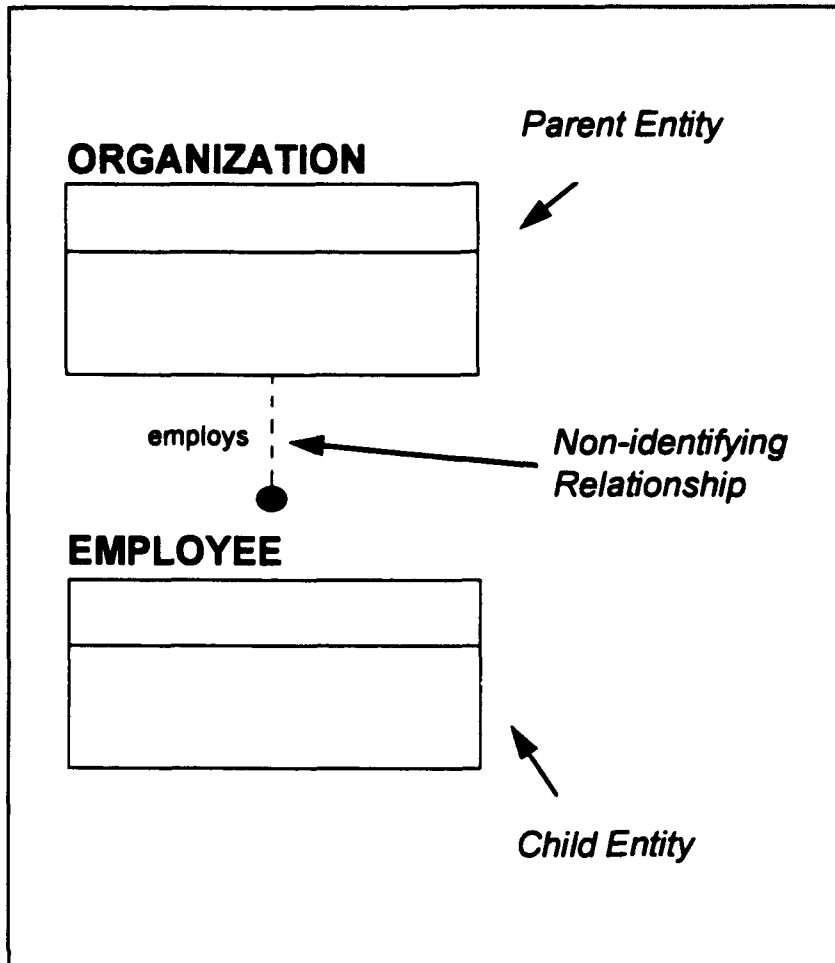 Parent Entity
ORGANIZATION
employs
Non-identifying
Relationship
EMPLOYEE
Child Entity